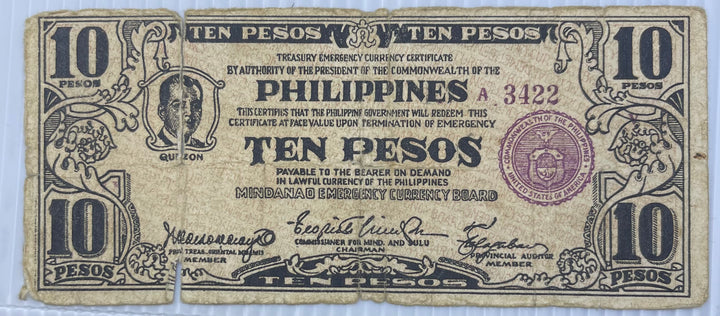 TEN PESOS TEN PESOS
10
PESOS
10
PESOS
TREASURY EMERGENCY CURRENCY CERTIFICATE
BY AUTHORITY OF THE PRESIDENT OF THE COMMONWEALTH OF THE
PHILIPPINES
A 3422
THIS CERTIFIES THAT THE PHILIPPINE GOVERNMENT WILL REDEEM THIS
CERTIFICATE AT FACE VALUE UPON TERMINATION OF EMERGENCY
QUEZON
TEN PESOS
PAYABLE TO THE BEARER ON DEMAND
IN LAWFUL CURRENCY OF THE PHILIPPINES
MINDANAO EMERGENCY CURRENCY BOARD
COMMONWEALTH OF THE PHILIPPINES
UNITED STATES OF AMERICA
10
PESOS
PROV. TREAS. ORIENTAL MISAMIS
MEMBER
COMMISSIONER FOR MIND. AND SULU
CHAIRMAN
PROVINCIAL AUDITOR
MEMBER
10
PESOS
TEN PESOS